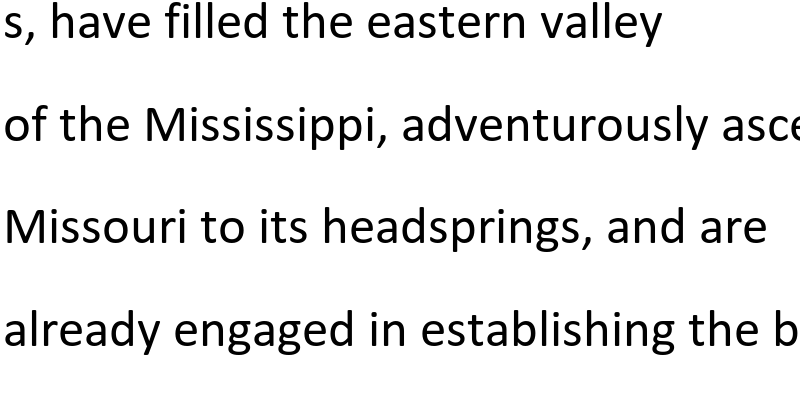 s, have filled the eastern valley
of the Mississippi, adventurously asce
Missouri to its headsprings, and are
already engaged in establishing the b